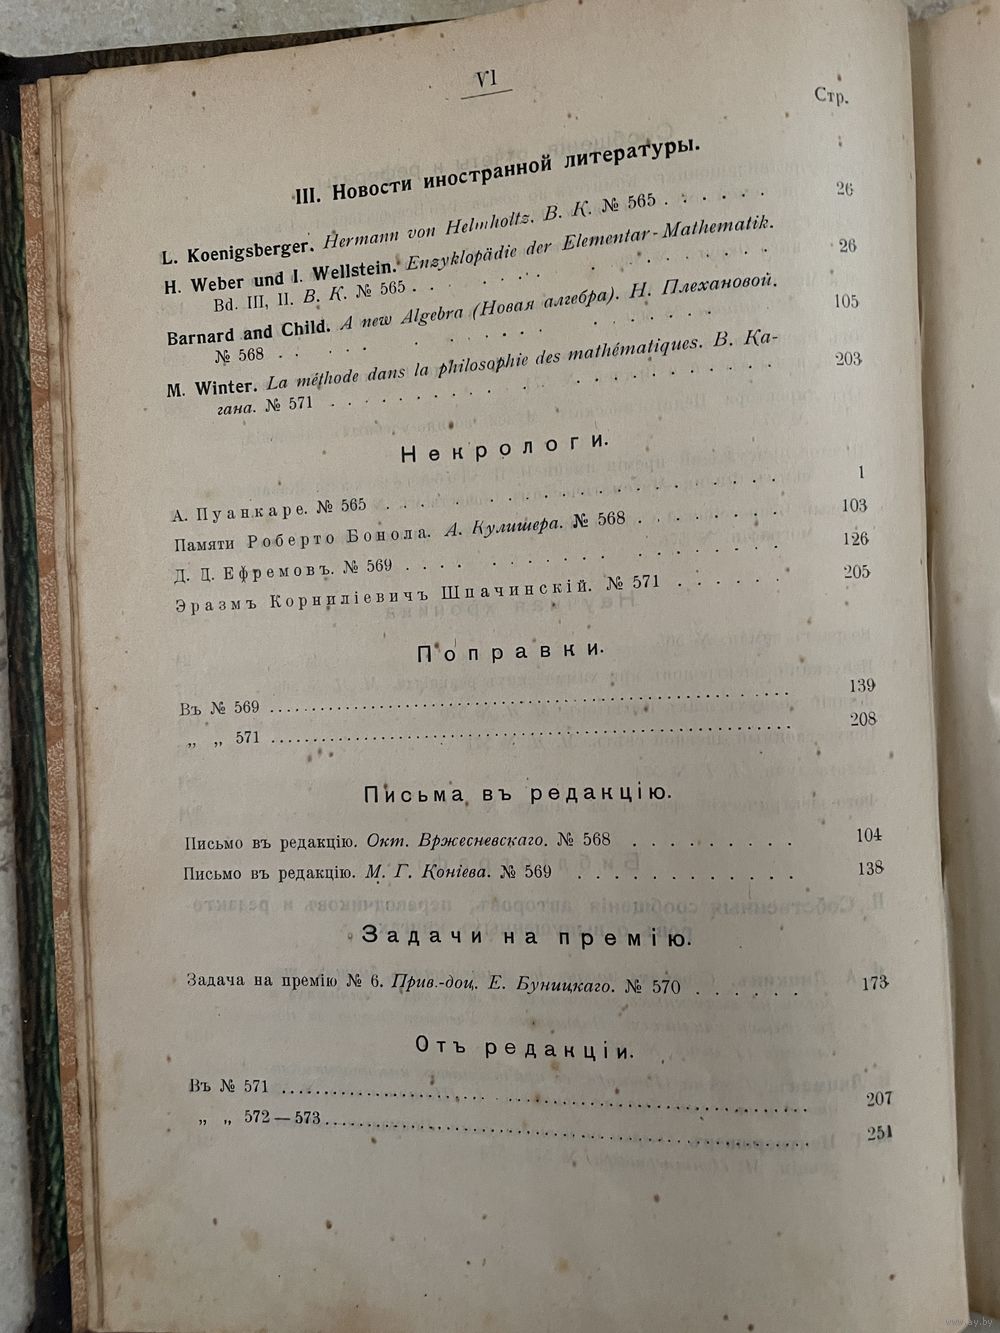 VI
Стр.
III. Новости иностранной литературы.
L. Koenigsberger. Hermann von Helmholtz. В. К. № 565 . . . . . . 26
H. Weber und I. Wellstein. Enzyklopädie der Elementar-Mathematik.
Bd. III, II. В. К. № 565 . . . . . . . . . . . . . . 26
Barnard and Child. A new Algebra (Новая алгебра). Н. Плехановой.
№ 568 . . . . . . . . . . . . . . . . 105
M. Winter. La méthode dans la philosophie des mathématiques. В. Ка-
гана. № 571 . . . . . . . . . . . . . . . . 203
Некрологи.
А. Пуанкаре. № 565 . . . . . . . . . . . . . . . . 1
Памяти Роберто Бонола. А. Кулишера. № 568 . . . . . . . . 103
Д. Д. Ефремовъ. № 569 . . . . . . . . . . . . . . . 126
Эразмъ Корниліевичъ Шпачинскій. № 571 . . . . . . 205
Поправки.
Въ № 569 . . . . . . . . . . . . . . . . . . . . 139
„ „ 571 . . . . . . . . . . . . . . . . . . . . 208
Письма въ редакцію.
Письмо въ редакцію. Окт. Вржесневскаго. № 568 . . . . . . . . . 104
Письмо въ редакцію. М. Г. Коніева. № 569 . . . . . . . . . . . . 138
Задачи на премію.
Задача на премію № 6. Прив.-доц. Е. Буницкаго. № 570 . . . . . . 173
Отъ редакціи.
Въ № 571 . . . . . . . . . . . . . . . . . . . . 207
„ „ 572 — 573 . . . . . . . . . . . . . . . . . . . . 251
www.ay.by